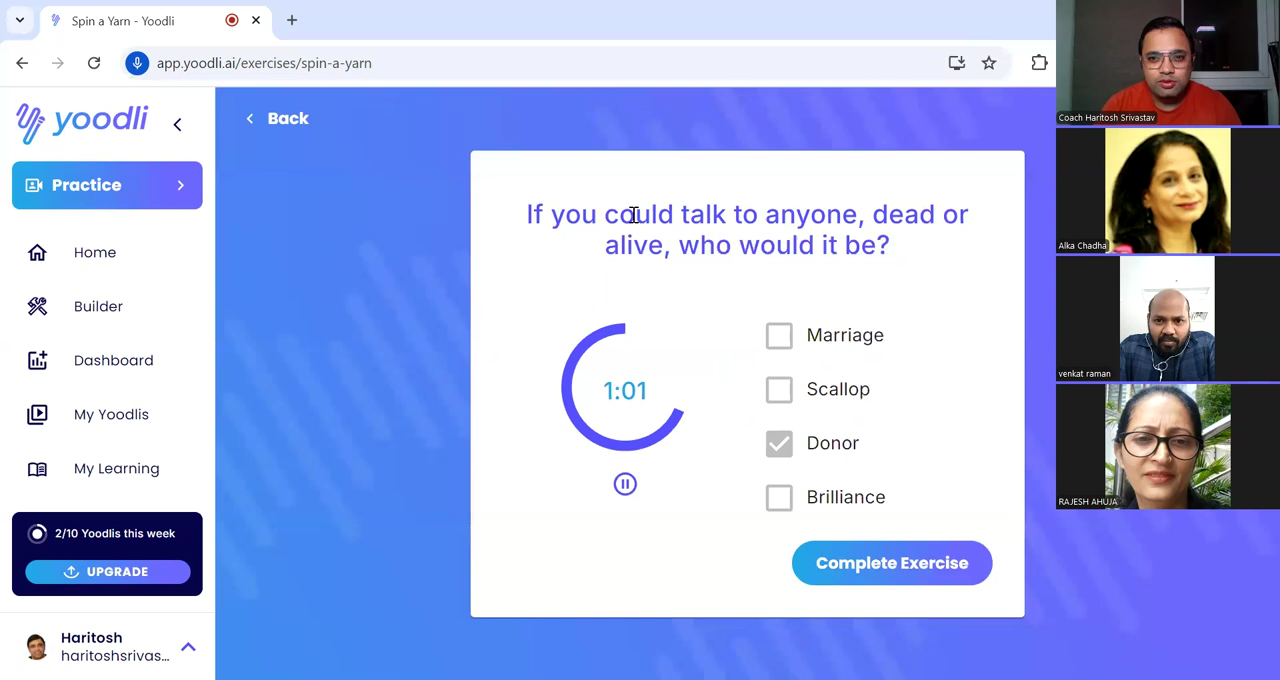 Spin a Yarn - Yoodli
app.yoodli.ai/exercises/spin-a-yarn
yoodli
Practice
Home
Builder
Dashboard
My Yoodlis
My Learning
2/10 Yoodlis this week
UPGRADE
Haritosh
haritoshsrivas...
Back
If you could talk to anyone, dead or
alive, who would it be?
1:01
Marriage
Scallop
Donor
Brilliance
Complete Exercise
Coach Haritosh Srivastav
Alka Chadha
venkat raman
RAJESH AHUJA